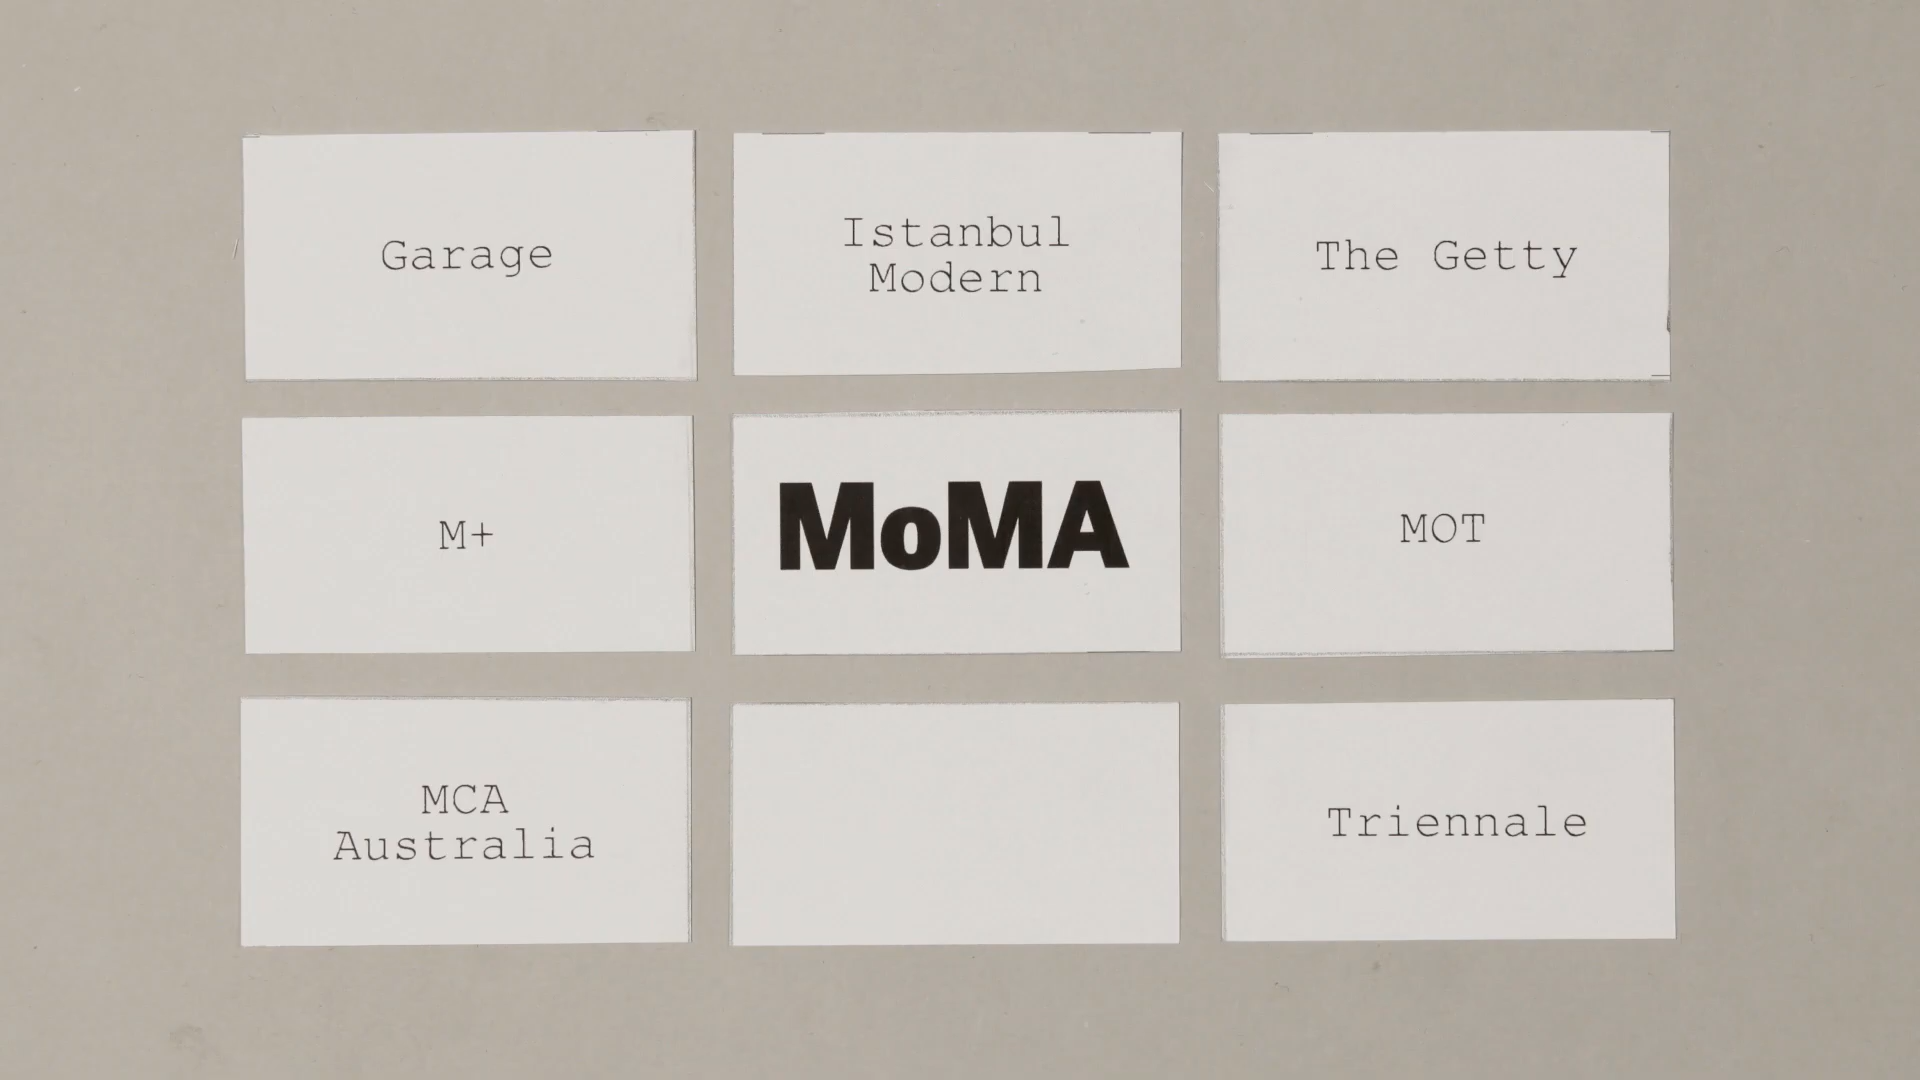 Garage
Istanbul
Modern
The Getty
M+
MoMA
MOT
MCA
Australia
Triennale